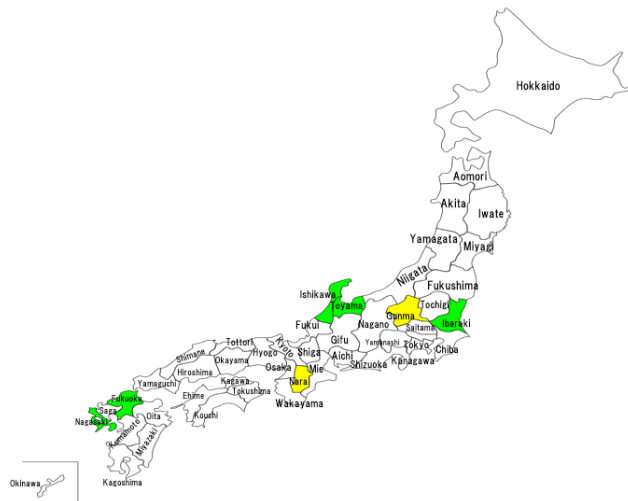 Hokkaido
Aomori
Akita
Iwate
Yamagata
Miyagi
Niigata
Fukushima
Ishikawa
Toyama
Gunma
Tochigi
Ibaraki
Fukui
Nagano
Saitama
Gifu
Yamanashi
Tokyo
Chiba
Tottori
Hyogo
Kyoto
Shiga
Aichi
Shizuoka
Kanagawa
Shimane
Okayama
Osaka
Mie
Hiroshima
Nara
Yamaguchi
Kagawa
Tokushima
Wakayama
Ehime
Kouchi
Fukuoka
Saga
Oita
Nagasaki
Kumamoto
Miyazaki
Okinawa
Kagoshima